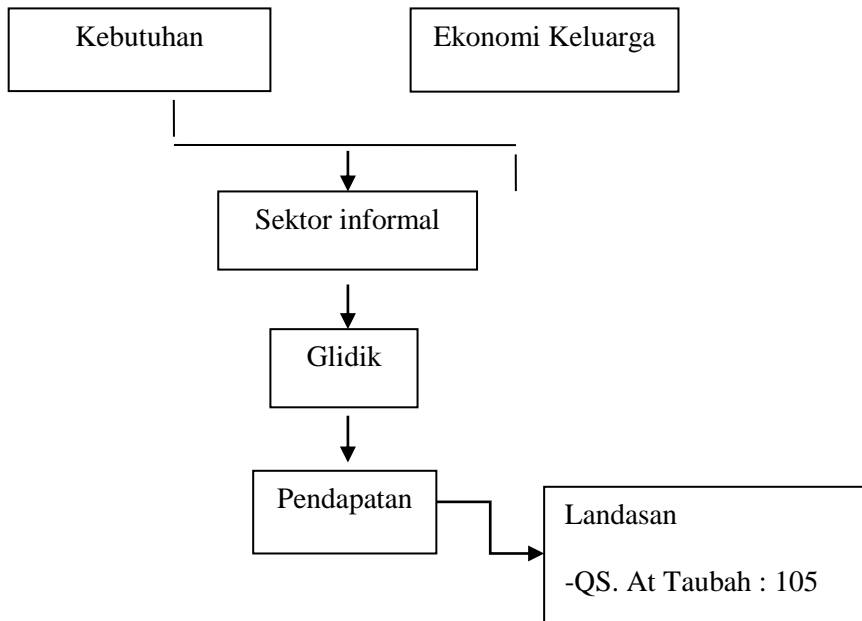 Kebutuhan
Ekonomi Keluarga
Sektor informal
Glidik
Pendapatan
Landasan
-QS. At Taubah : 105